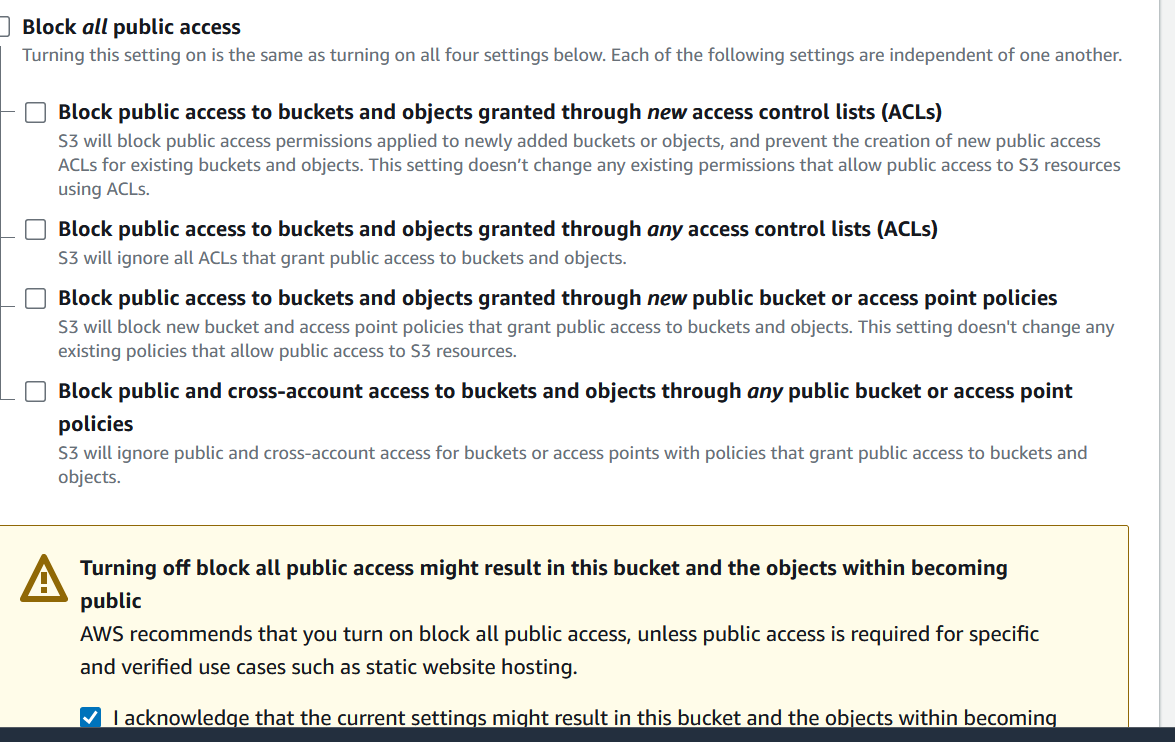 Block all public access
Turning this setting on is the same as turning on all four settings below. Each of the following settings are independent of one another.
Block public access to buckets and objects granted through new access control lists (ACLs)
S3 will block public access permissions applied to newly added buckets or objects, and prevent the creation of new public access
ACLs for existing buckets and objects. This setting doesn’t change any existing permissions that allow public access to S3 resources
using ACLs.
Block public access to buckets and objects granted through any access control lists (ACLs)
S3 will ignore all ACLs that grant public access to buckets and objects.
Block public access to buckets and objects granted through new public bucket or access point policies
S3 will block new bucket and access point policies that grant public access to buckets and objects. This setting doesn't change any
existing policies that allow public access to S3 resources.
Block public and cross-account access to buckets and objects through any public bucket or access point
policies
S3 will ignore public and cross-account access for buckets or access points with policies that grant public access to buckets and
objects.
Turning off block all public access might result in this bucket and the objects within becoming
public
AWS recommends that you turn on block all public access, unless public access is required for specific
and verified use cases such as static website hosting.
I acknowledge that the current settings might result in this bucket and the objects within becoming